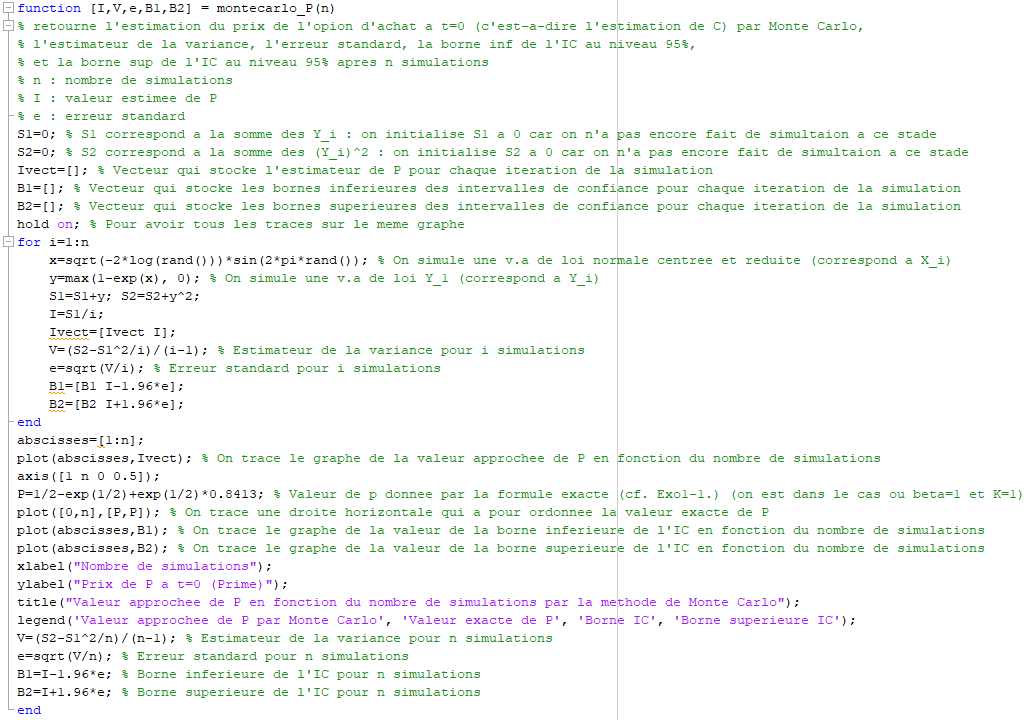 function [I,V,e,B1,B2] = montecarlo_P(n)
% retourne l'estimation du prix de l'opion d'achat a t=0 (c'est-a-dire l'estimation de C) par Monte Carlo,
% l'estimateur de la variance, l'erreur standard, la borne inf de l'IC au niveau 95%,
% et la borne sup de l'IC au niveau 95% apres n simulations
% n : nombre de simulations
% I : valeur estimee de P
% e : erreur standard
S1=0; % S1 correspond a la somme des Y_i : on initialise S1 a 0 car on n'a pas encore fait de simultaion a ce stade
S2=0; % S2 correspond a la somme des (Y_i)^2 : on initialise S2 a 0 car on n'a pas encore fait de simultaion a ce stade
Ivect=[]; % Vecteur qui stocke l'estimateur de P pour chaque iteration de la simulation
B1=[]; % Vecteur qui stocke les bornes inferieures des intervalles de confiance pour chaque iteration de la simulation
B2=[]; % Vecteur qui stocke les bornes superieures des intervalles de confiance pour chaque iteration de la simulation
hold on; % Pour avoir tous les traces sur le meme graphe
for i=1:n
    x=sqrt(-2*log(rand()))*sin(2*pi*rand()); % On simule une v.a de loi normale centree et reduite (correspond a X_i)
    y=max(1-exp(x), 0); % On simule une v.a de loi Y_1 (correspond a Y_i)
    S1=S1+y; S2=S2+y^2;
    I=S1/i;
    Ivect=[Ivect I];
    V=(S2-S1^2/i)/(i-1); % Estimateur de la variance pour i simulations
    e=sqrt(V/i); % Erreur standard pour i simulations
    B1=[B1 I-1.96*e];
    B2=[B2 I+1.96*e];
end
abscisses=[1:n];
plot(abscisses,Ivect); % On trace le graphe de la valeur approchee de P en fonction du nombre de simulations
axis([1 n 0 0.5]);
P=1/2-exp(1/2)+exp(1/2)*0.8413; % Valeur de p donnee par la formule exacte (cf. Exo1-1.) (on est dans le cas ou beta=1 et K=1)
plot([0,n],[P,P]); % On trace une droite horizontale qui a pour ordonnee la valeur exacte de P
plot(abscisses,B1); % On trace le graphe de la valeur de la borne inferieure de l'IC en fonction du nombre de simulations
plot(abscisses,B2); % On trace le graphe de la valeur de la borne superieure de l'IC en fonction du nombre de simulations
xlabel("Nombre de simulations");
ylabel("Prix de P a t=0 (Prime)");
title("Valeur approchee de P en fonction du nombre de simulations par la methode de Monte Carlo");
legend('Valeur approchee de P par Monte Carlo', 'Valeur exacte de P', 'Borne IC', 'Borne superieure IC');
V=(S2-S1^2/n)/(n-1); % Estimateur de la variance pour n simulations
e=sqrt(V/n); % Erreur standard pour n simulations
B1=I-1.96*e; % Borne inferieure de l'IC pour n simulations
B2=I+1.96*e; % Borne superieure de l'IC pour n simulations
end